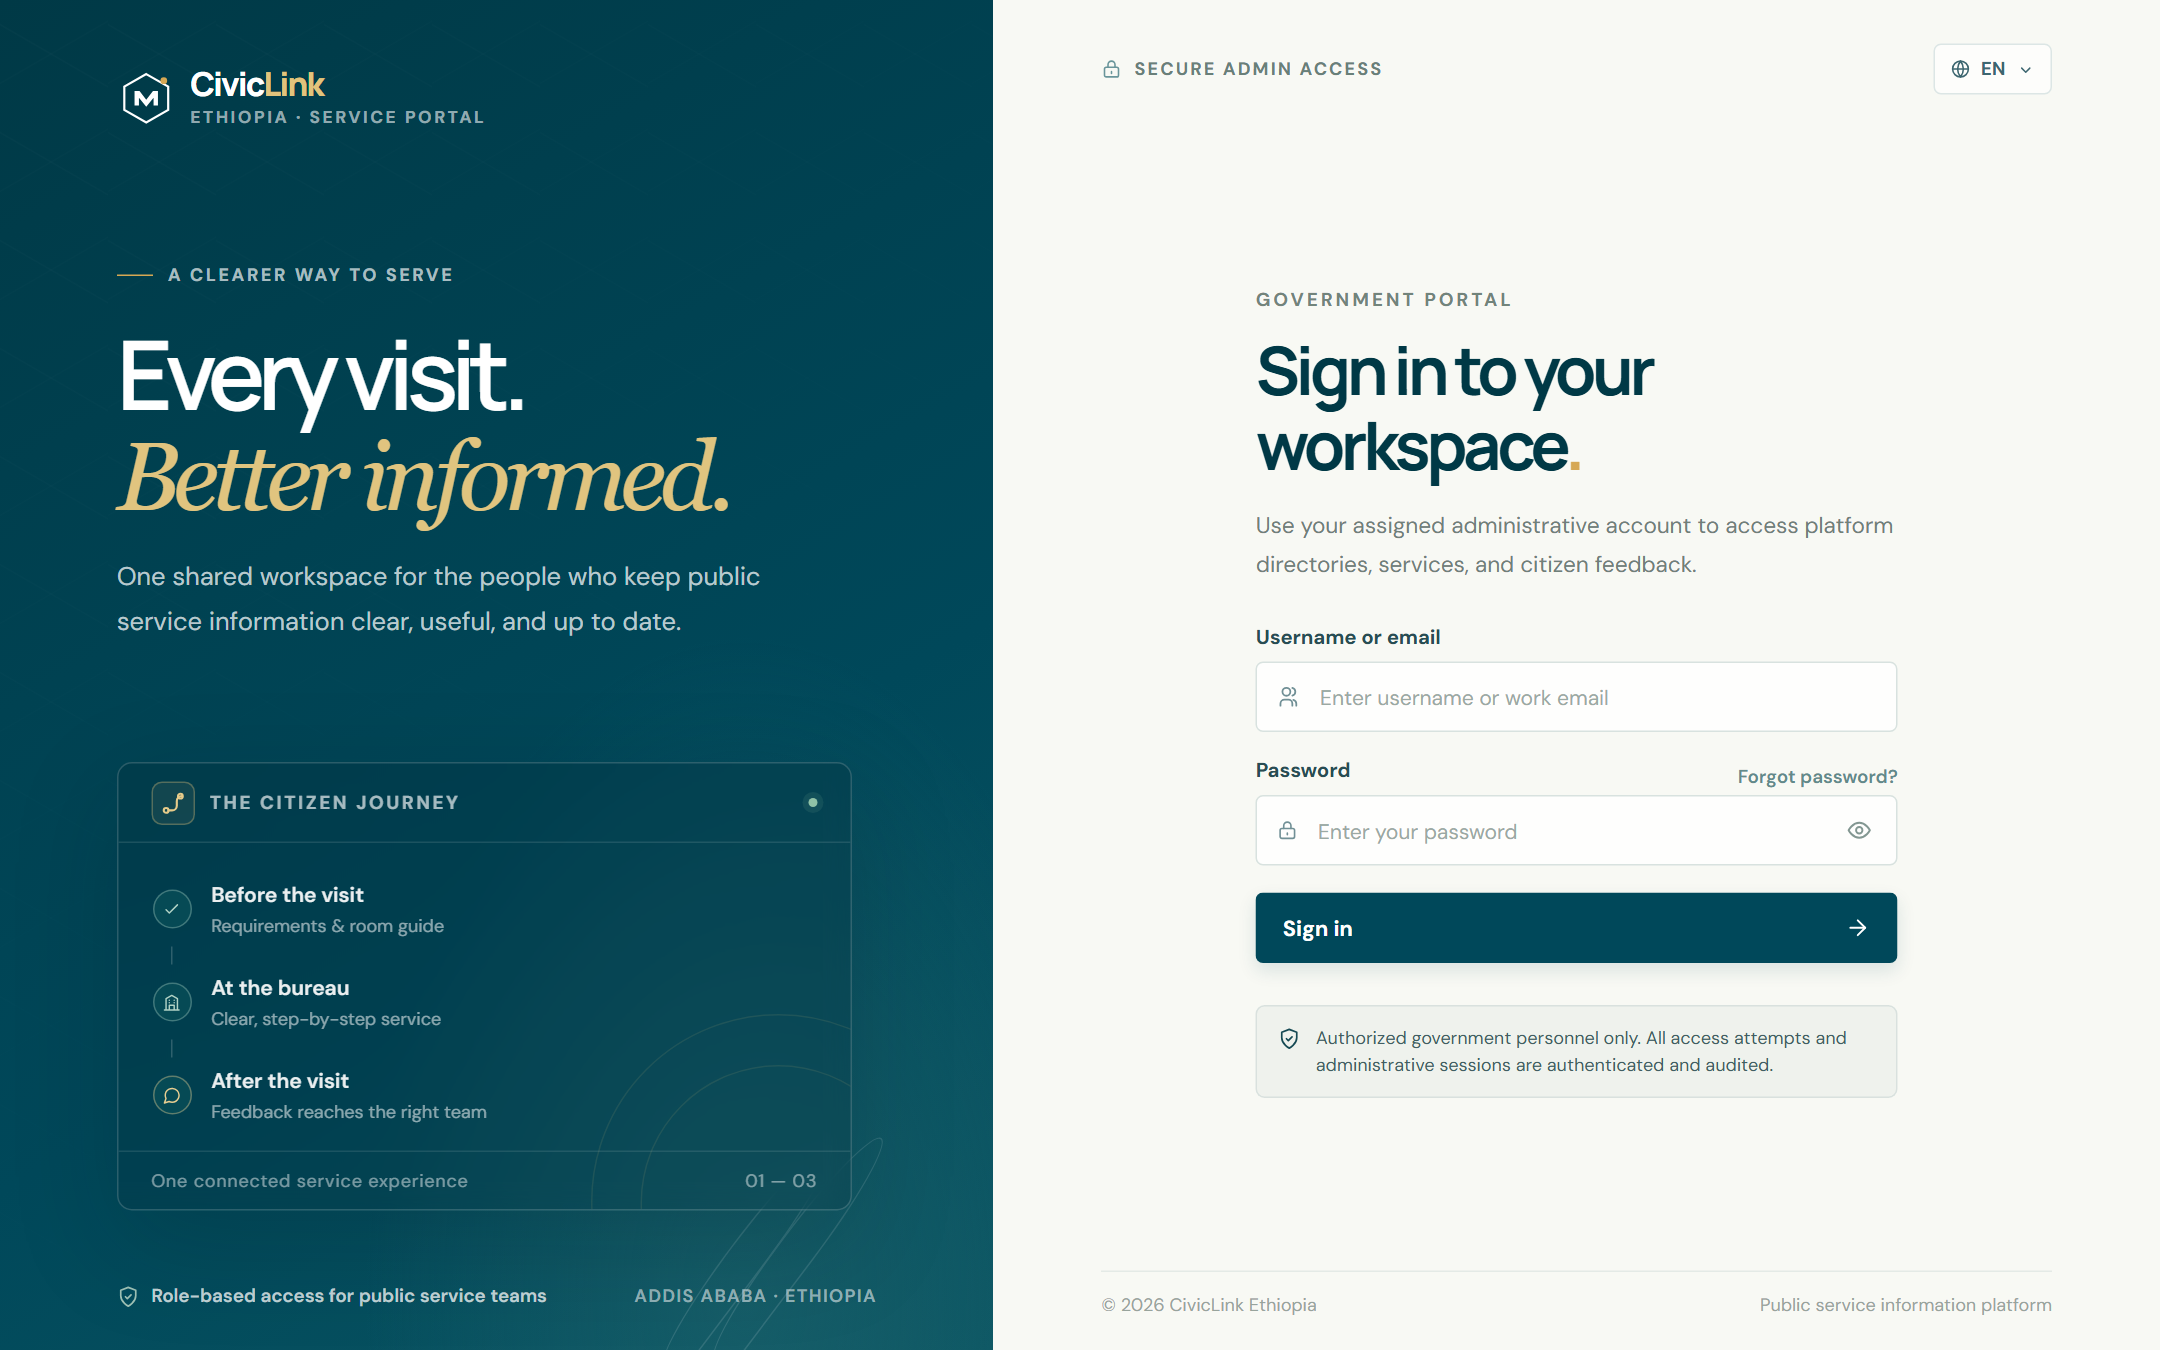 CivicLink
ETHIOPIA · SERVICE PORTAL
A CLEARER WAY TO SERVE
Every visit.
Better informed.
One shared workspace for the people who keep public
service information clear, useful, and up to date.
THE CITIZEN JOURNEY
Before the visit
Requirements & room guide
At the bureau
Clear, step-by-step service
After the visit
Feedback reaches the right team
One connected service experience
01 — 03
Role-based access for public service teams
ADDIS ABABA · ETHIOPIA
SECURE ADMIN ACCESS
EN
GOVERNMENT PORTAL
Sign in to your
workspace.
Use your assigned administrative account to access platform
directories, services, and citizen feedback.
Username or email
Enter username or work email
Password
Forgot password?
Enter your password
Sign in
Authorized government personnel only. All access attempts and
administrative sessions are authenticated and audited.
© 2026 CivicLink Ethiopia
Public service information platform